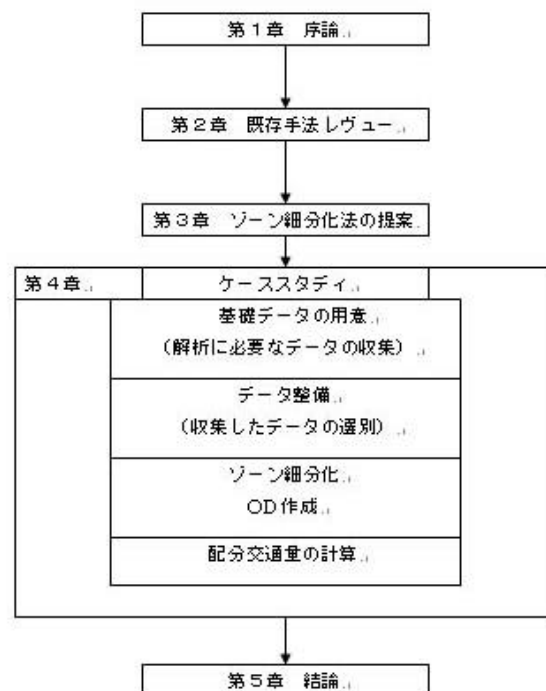 第１章　序論
第２章　既存手法レヴュー
第３章　ゾーン細分化法の提案
第４章
ケーススタディ
基礎データの用意
（解析に必要なデータの収集）
データ整備
（収集したデータの選別）
ゾーン細分化
OD作成
配分交通量の計算
第５章　結論